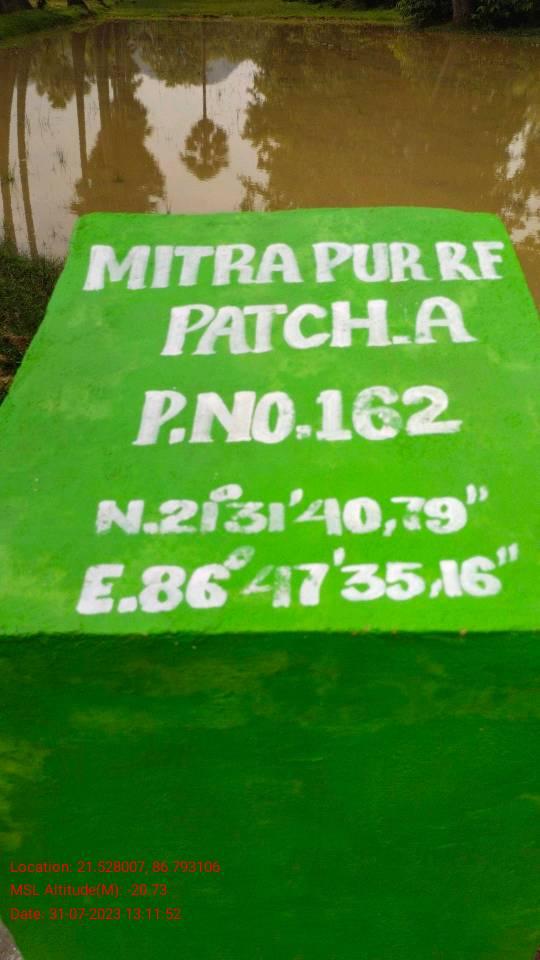 MITRA PUR RF
PATCH-A
P.NO.162
N.21°31'40,79"
E.86°47'35,16"
Location: 21.528007, 86.793106
MSL Altitude(M): -20.73
Date: 31-07-2023 13:11:52